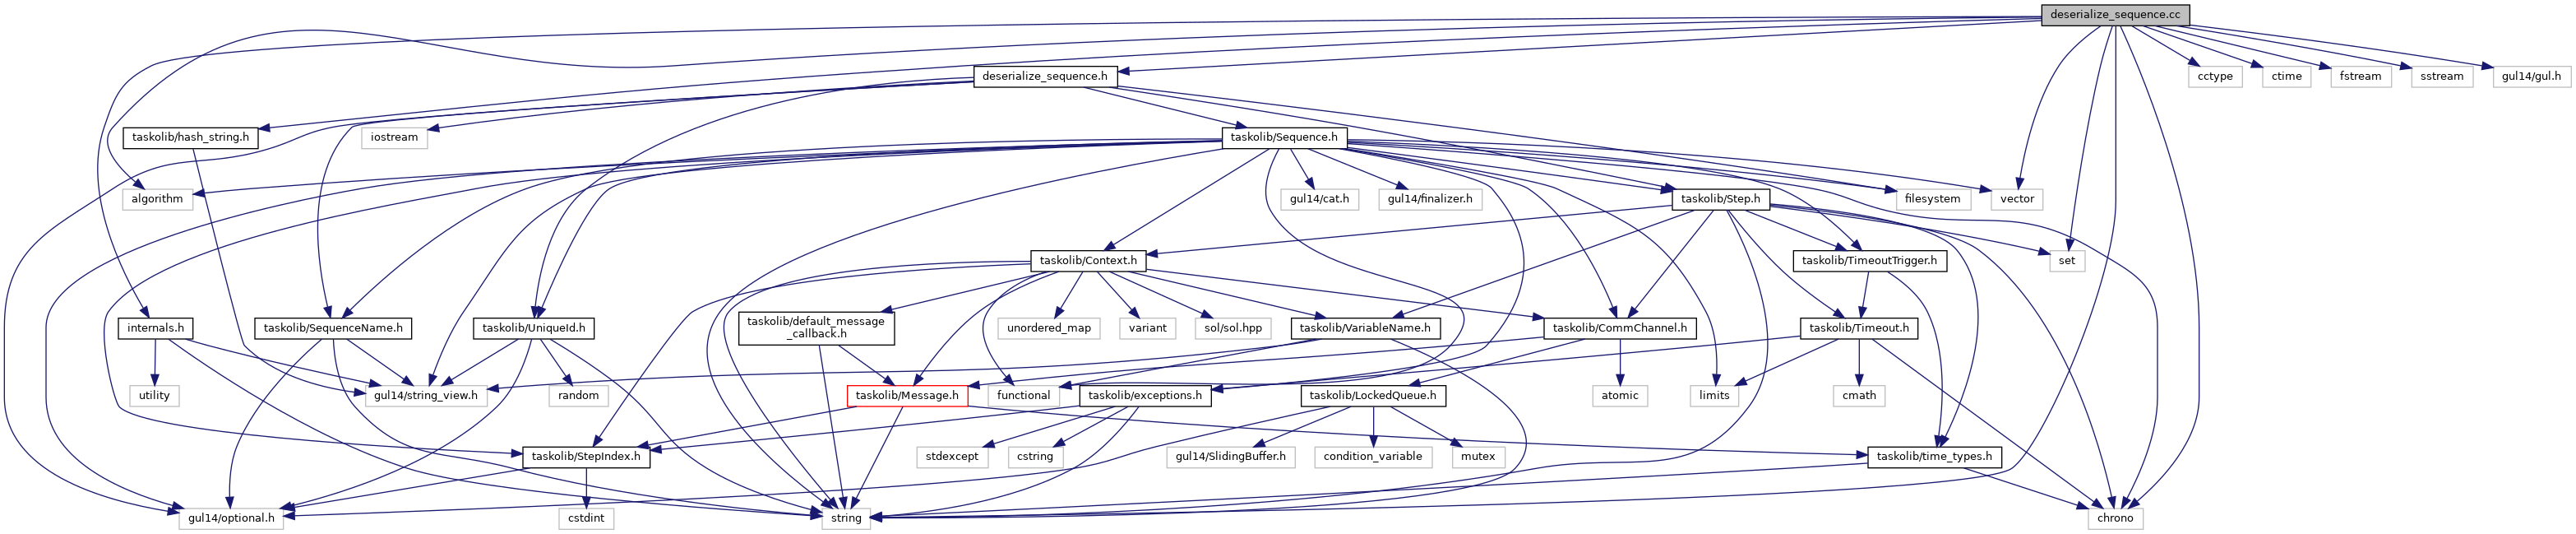 deserialize_sequence.cc
deserialize_sequence.h
cctype
ctime
fstream
sstream
gul14/gul.h
taskolib/hash_string.h
iostream
taskolib/Sequence.h
algorithm
gul14/cat.h
gul14/finalizer.h
taskolib/Step.h
filesystem
vector
taskolib/Context.h
taskolib/TimeoutTrigger.h
set
internals.h
taskolib/SequenceName.h
taskolib/UniqueId.h
taskolib/default_message
_callback.h
unordered_map
variant
sol/sol.hpp
taskolib/VariableName.h
taskolib/CommChannel.h
taskolib/Timeout.h
utility
gul14/string_view.h
random
taskolib/Message.h
functional
taskolib/exceptions.h
taskolib/LockedQueue.h
atomic
limits
cmath
taskolib/StepIndex.h
stdexcept
cstring
gul14/SlidingBuffer.h
condition_variable
mutex
taskolib/time_types.h
gul14/optional.h
cstdint
string
chrono